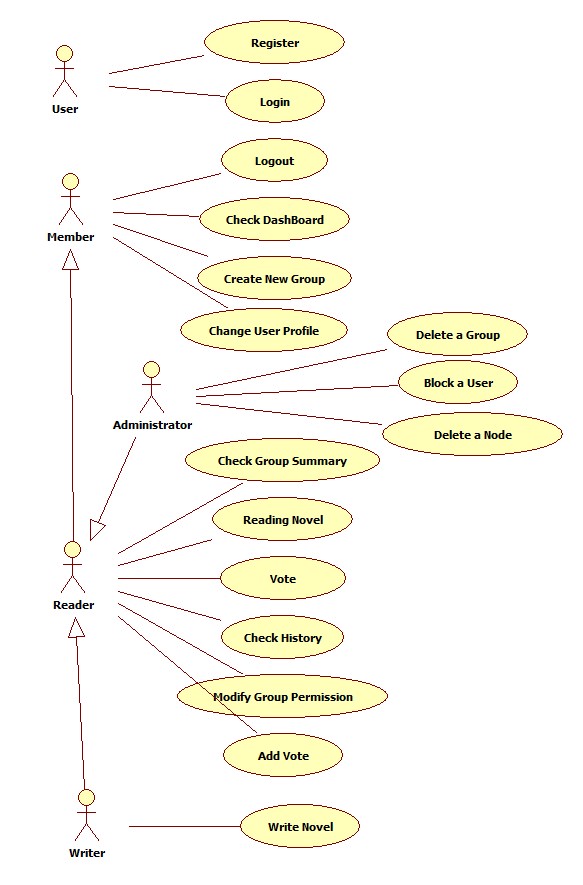 Register
User
Login
Logout
Member
Check DashBoard
Create New Group
Change User Profile
Delete a Group
Block a User
Administrator
Delete a Node
Check Group Summary
Reading Novel
Vote
Reader
Check History
Modify Group Permission
Add Vote
Write Novel
Writer